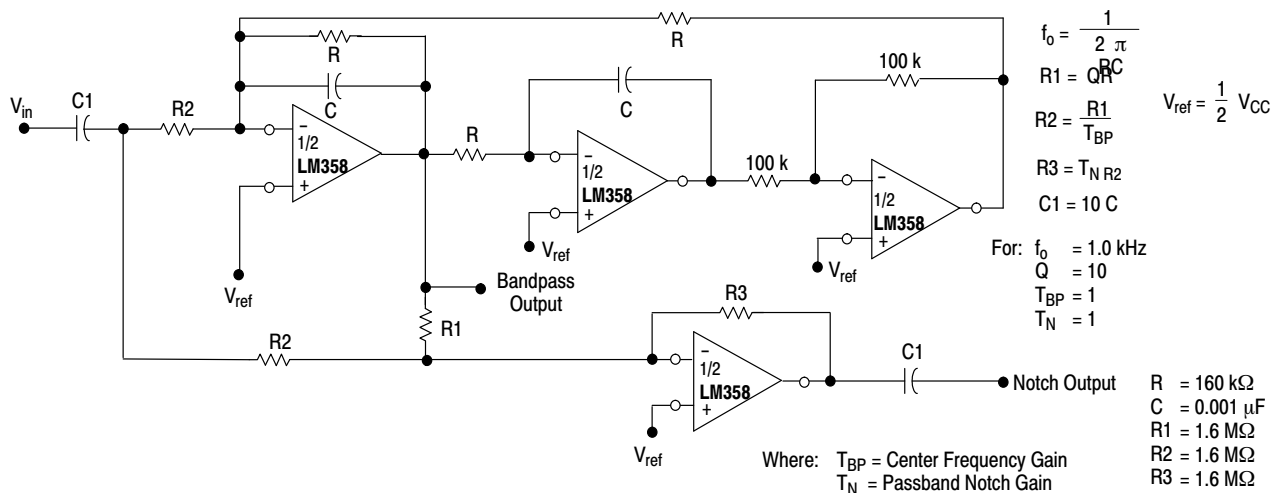 R
R
C
C
100 k
f_o = 1 / 2 π RC
R1 = QR
V_ref = 1/2 V_CC
R2 = R1 / T_BP
R3 = T_N R2
C1 = 10 C
V_in
C1
R2
−
1/2
LM358
+
R
−
1/2
LM358
+
100 k
−
1/2
LM358
+
V_ref
V_ref
V_ref
For: f_o = 1.0 kHz
Q = 10
T_BP = 1
T_N = 1
Bandpass
Output
R1
R2
R3
−
1/2
LM358
+
C1
Notch Output
V_ref
R = 160 kΩ
C = 0.001 μF
R1 = 1.6 MΩ
R2 = 1.6 MΩ
R3 = 1.6 MΩ
Where: T_BP = Center Frequency Gain
T_N = Passband Notch Gain